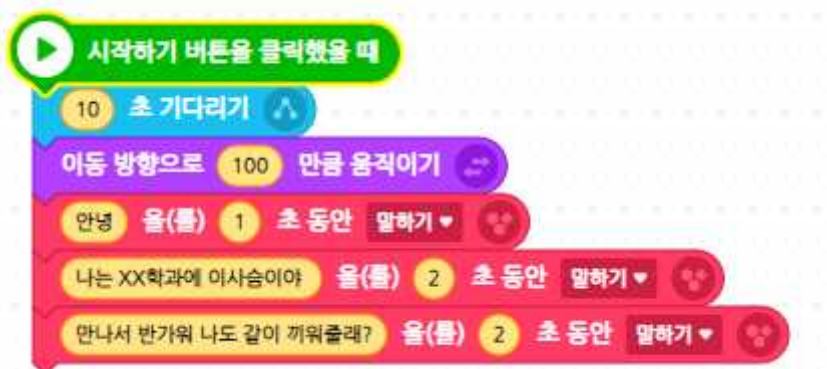 시작하기 버튼을 클릭했을 때
10 초 기다리기
이동 방향으로 100 만큼 움직이기
안녕 을(를) 1 초 동안 말하기
나는 XX학과에 이사슴이야 을(를) 2 초 동안 말하기
만나서 반가워 나도 같이 끼워줄래? 을(를) 2 초 동안 말하기